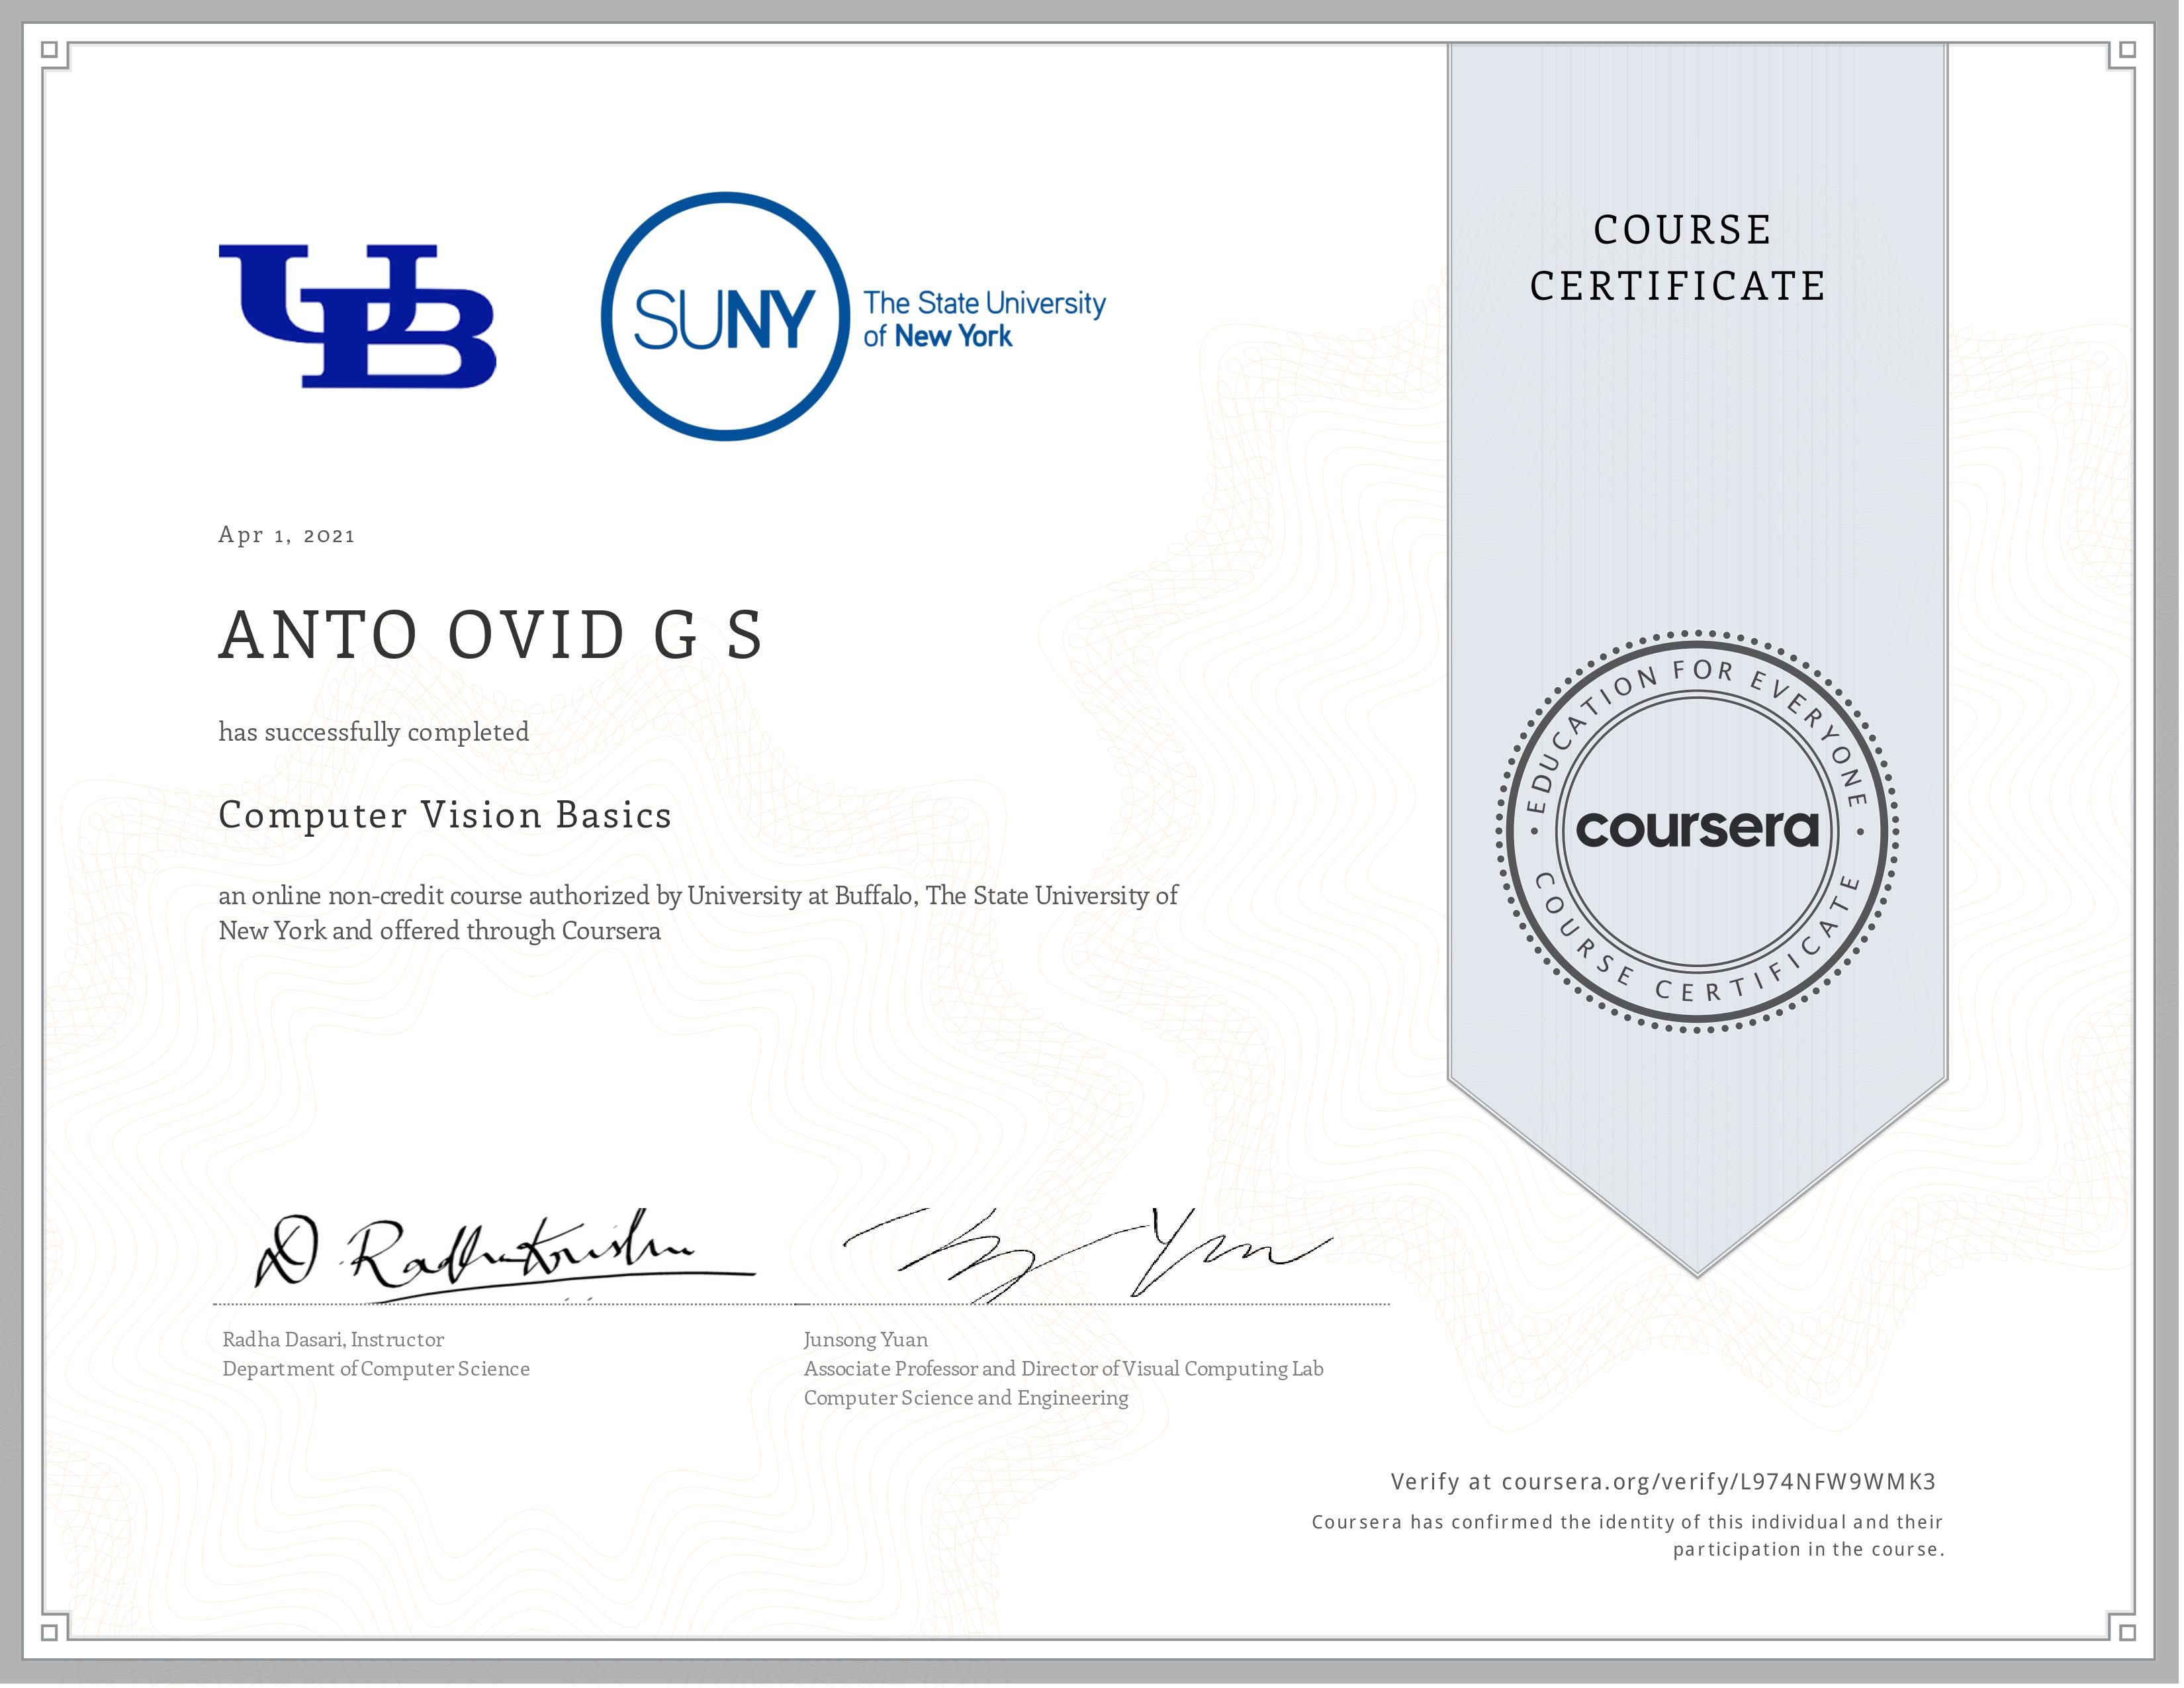 UB
SUNY
The State University
of New York
COURSE
CERTIFICATE
Apr 1, 2021
ANTO OVID G S
has successfully completed
Computer Vision Basics
an online non-credit course authorized by University at Buffalo, The State University of
New York and offered through Coursera
EDUCATION FOR EVERYONE
coursera
COURSE CERTIFICATE
Radha Dasari, Instructor
Department of Computer Science
Junsong Yuan
Associate Professor and Director of Visual Computing Lab
Computer Science and Engineering
Verify at coursera.org/verify/L974NFW9WMK3
Coursera has confirmed the identity of this individual and their
participation in the course.